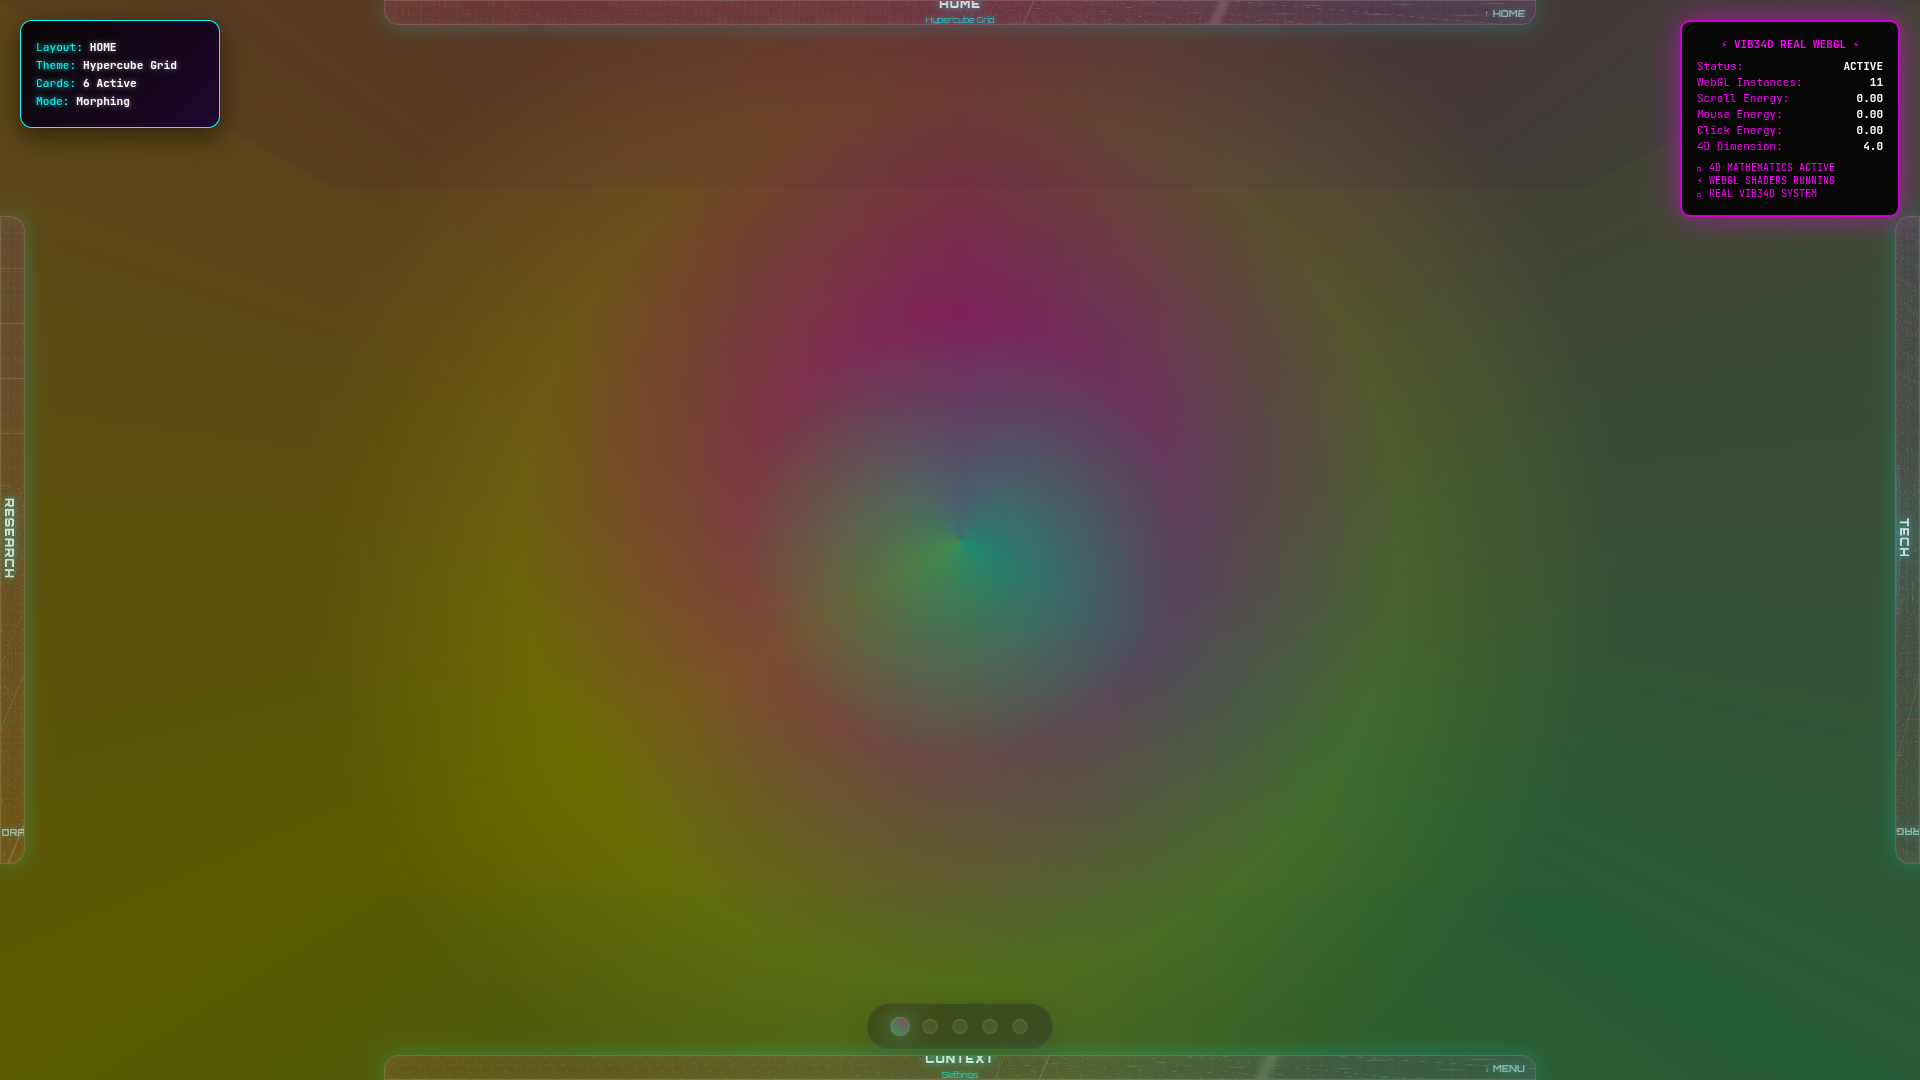 HOME
Hypercube Grid
↑ HOME
Layout: HOME
Theme: Hypercube Grid
Cards: 6 Active
Mode: Morphing
⚡ VIB34D REAL WEBGL ⚡
Status: ACTIVE
WebGL Instances: 11
Scroll Energy: 0.00
Mouse Energy: 0.00
Click Energy: 0.00
4D Dimension: 4.0
4D MATHEMATICS ACTIVE
⚡ WEBGL SHADERS RUNNING
REAL VIB34D SYSTEM
RESEARCH
DRA
TECH
RAG
CONTEXT
Settings
↓ MENU